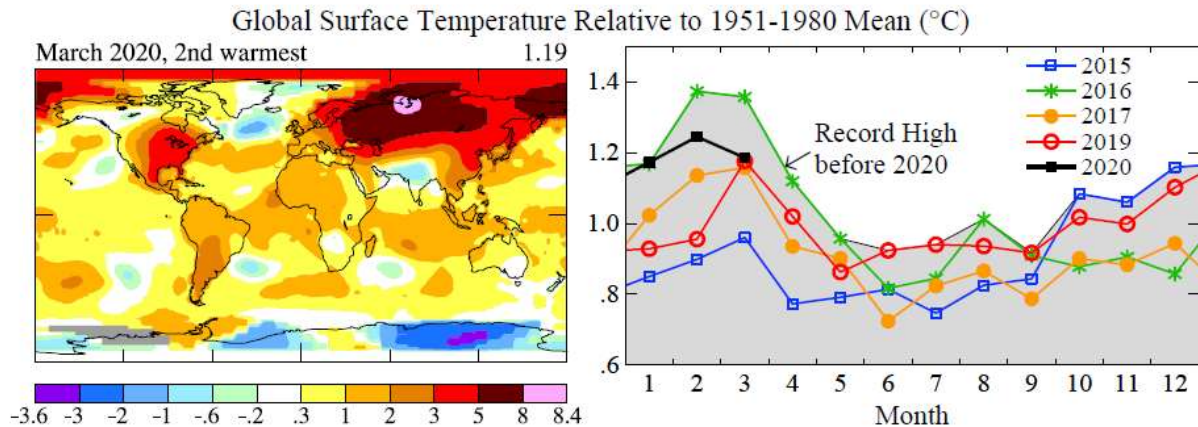 Global Surface Temperature Relative to 1951-1980 Mean (°C)
March 2020, 2nd warmest 1.19
-3.6 -3 -2 -1 -.6 -.2 .3 1 2 3 5 8 8.4
1.4
1.2
1.0
.8
.6
2015
2016
2017
2019
2020
Record High
before 2020
1 2 3 4 5 6 7 8 9 10 11 12
Month